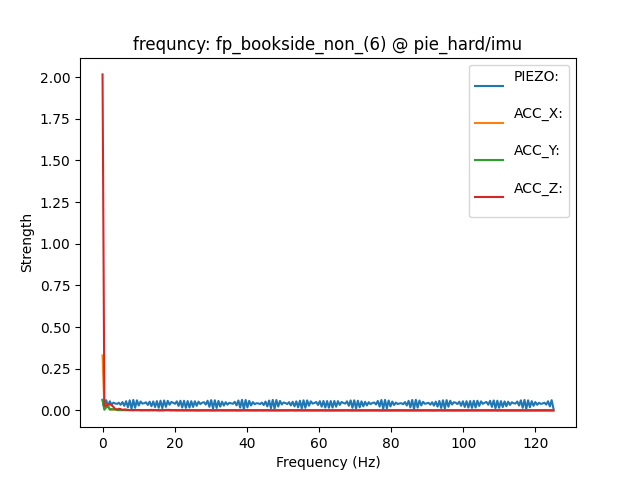 frequncy: fp_bookside_non_(6) @ pie_hard/imu
PIEZO:
ACC_X:
ACC_Y:
ACC_Z:
2.00
1.75
1.50
1.25
1.00
0.75
0.50
0.25
0.00
Strength
0 20 40 60 80 100 120
Frequency (Hz)